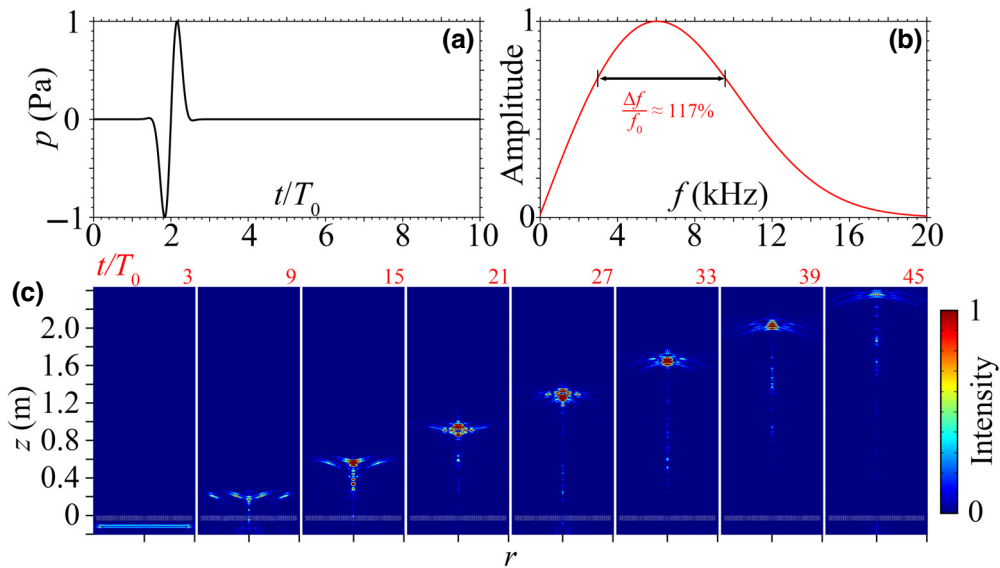 1
(a)
p (Pa)
0
−1
t/T₀
0 2 4 6 8 10
1
(b)
Amplitude
Δf/f₀ ≈ 117%
f (kHz)
0
0 4 8 12 16 20
t/T₀ 3 9 15 21 27 33 39 45
(c)
z (m)
2.0
1.6
1.2
0.8
0.4
0
r
1
Intensity
0